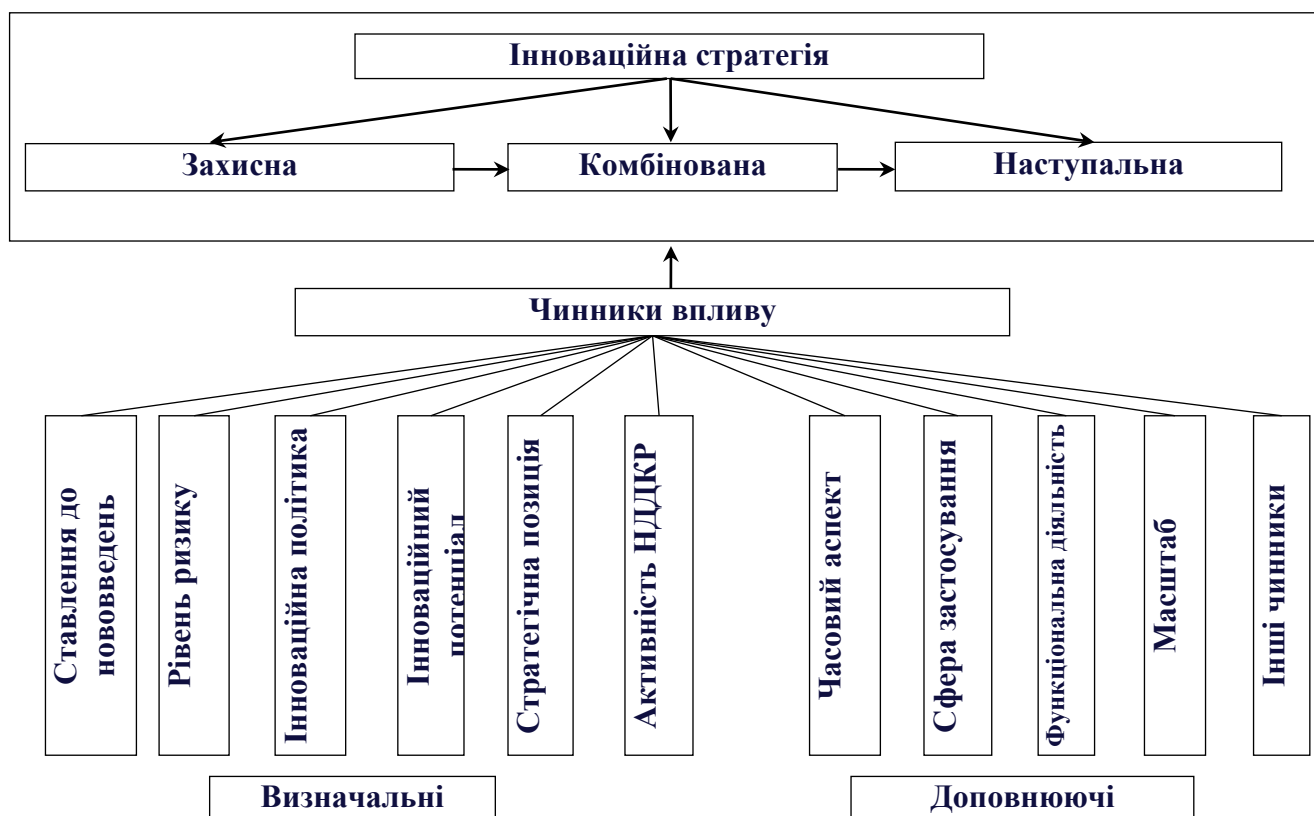 Інноваційна стратегія
Захисна
Комбінована
Наступальна
Чинники впливу
Ставлення до
нововведень
Рівень ризику
Інноваційна політика
Інноваційний
потенціал
Стратегічна позиція
Активність НДДКР
Часовий аспект
Сфера застосування
Функціональна діяльність
Масштаб
Інші чинники
Визначальні
Доповнюючі